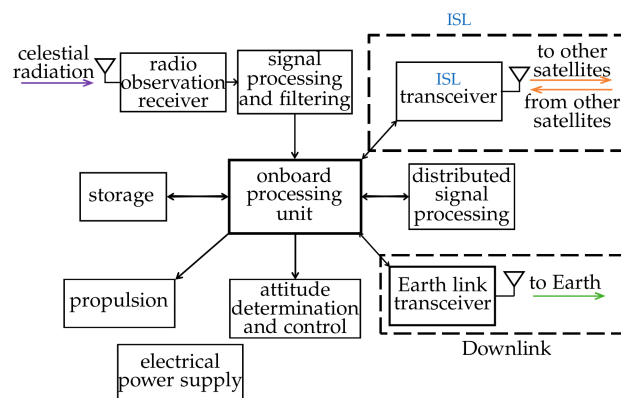 ISL
celestial
radiation
radio
observation
receiver
signal
processing
and filtering
ISL
transceiver
to other
satellites
from other
satellites
storage
onboard
processing
unit
distributed
signal
processing
propulsion
attitude
determination
and control
Earth link
transceiver
to Earth
Downlink
electrical
power supply